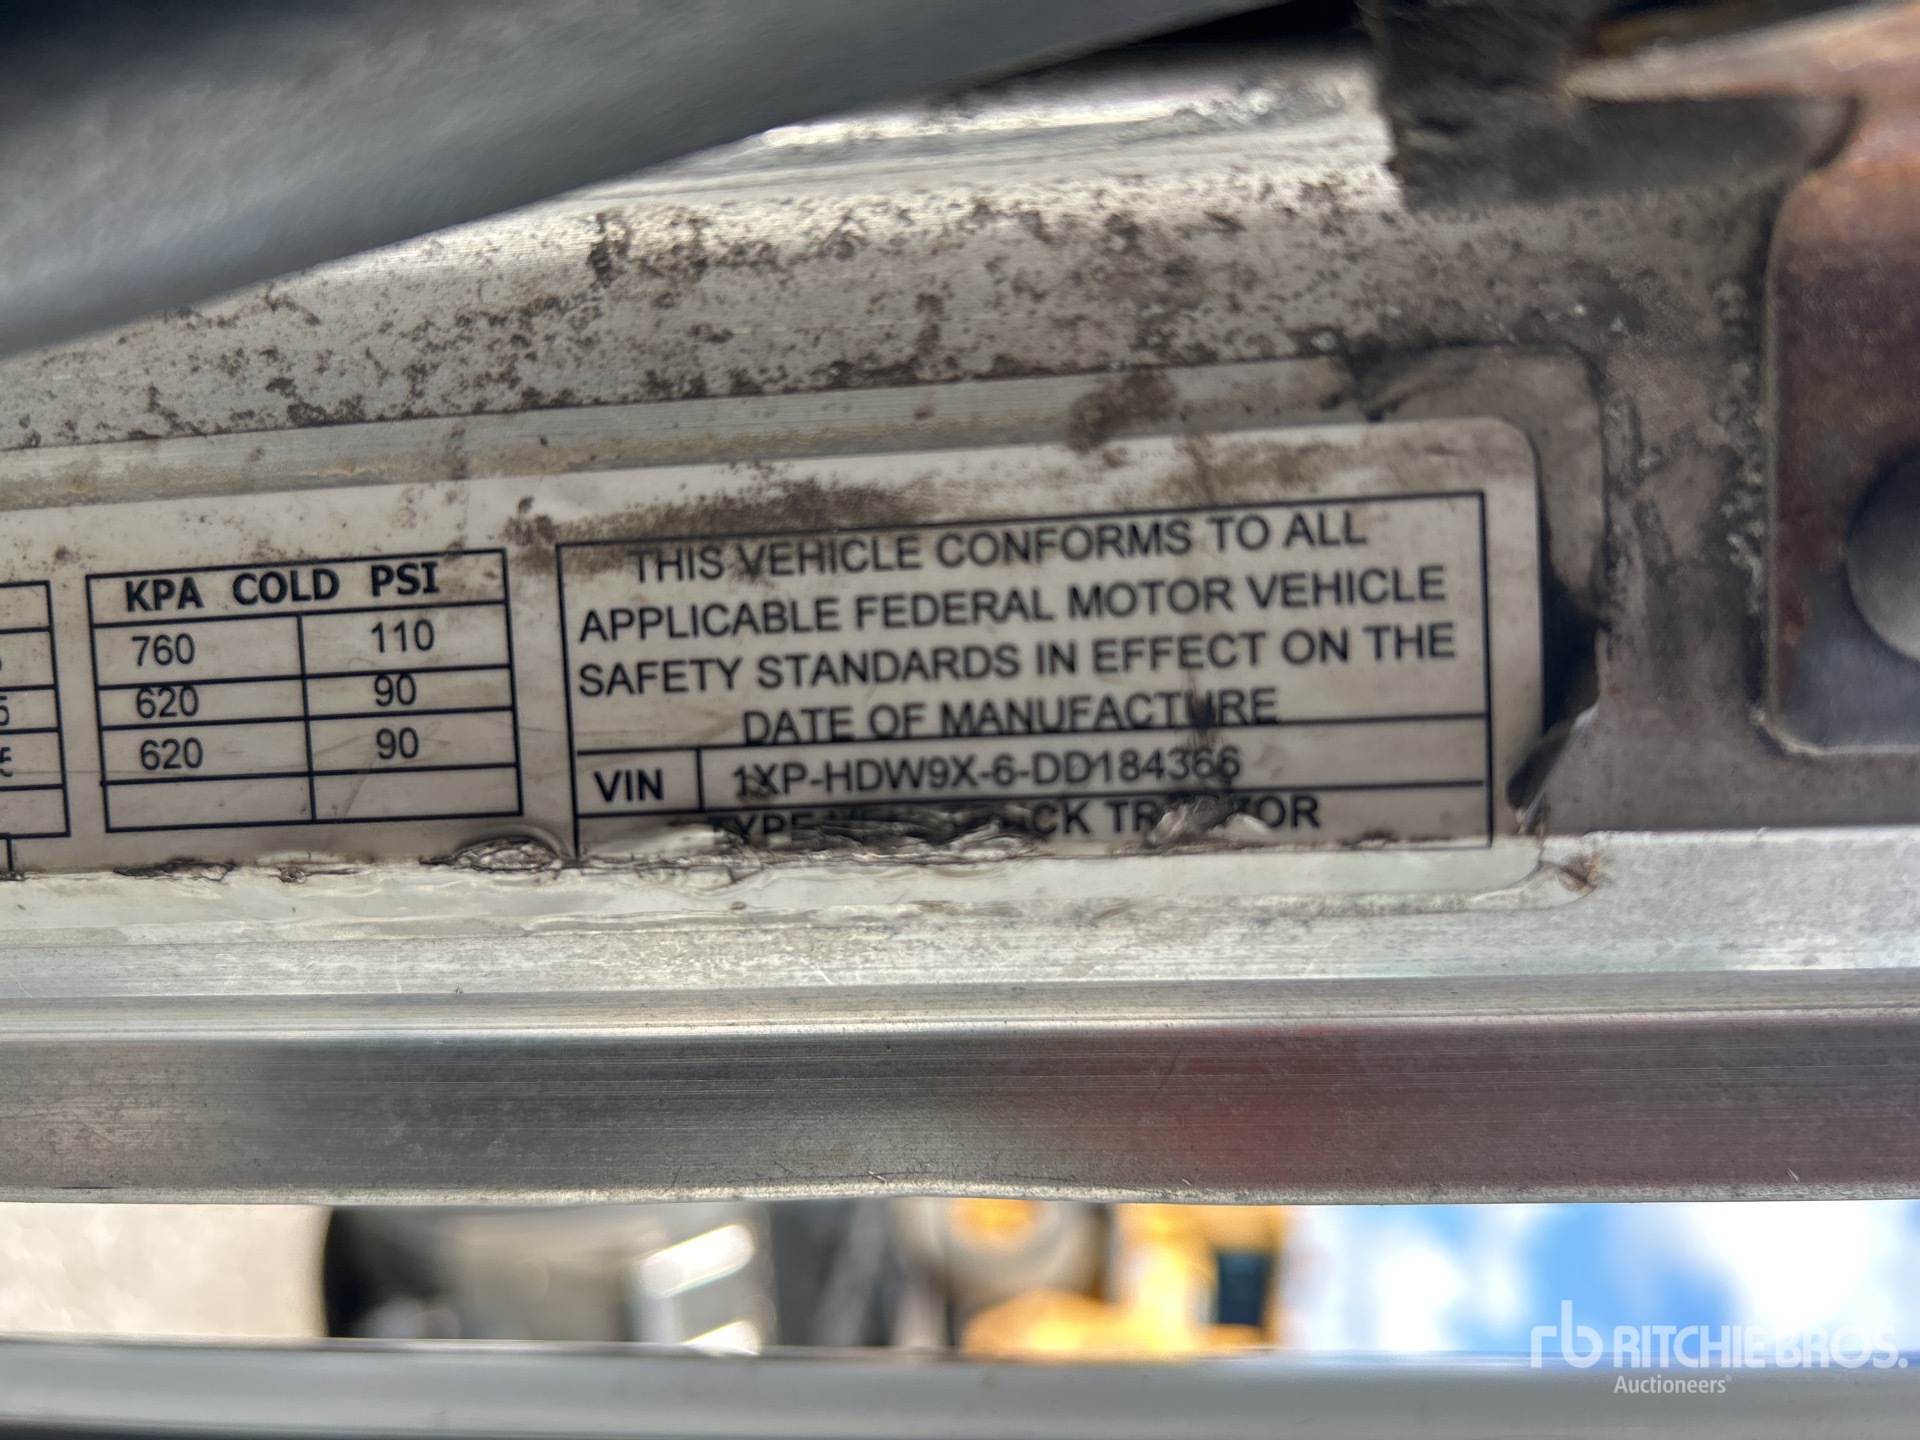 KPA COLD PSI
760 110
620 90
620 90
THIS VEHICLE CONFORMS TO ALL
APPLICABLE FEDERAL MOTOR VEHICLE
SAFETY STANDARDS IN EFFECT ON THE
DATE OF MANUFACTURE
VIN 1XP-HDW9X-6-DD184366
rb RITCHIE BROS.
Auctioneers